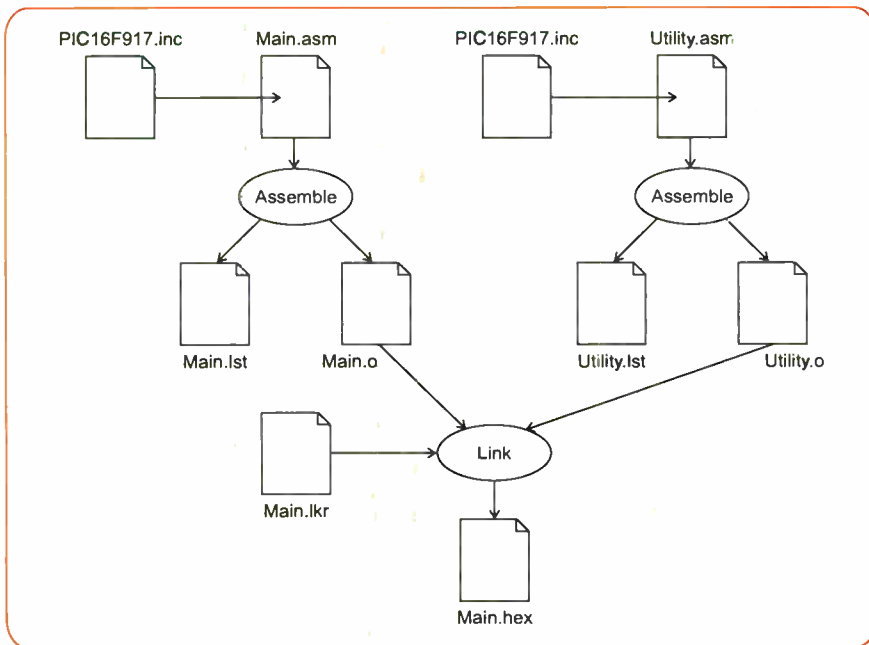 PIC16F917.inc
Main.asm
PIC16F917.inc
Utility.asm
Assemble
Assemble
Main.lst
Main.o
Utility.lst
Utility.o
Link
Main.lkr
Main.hex